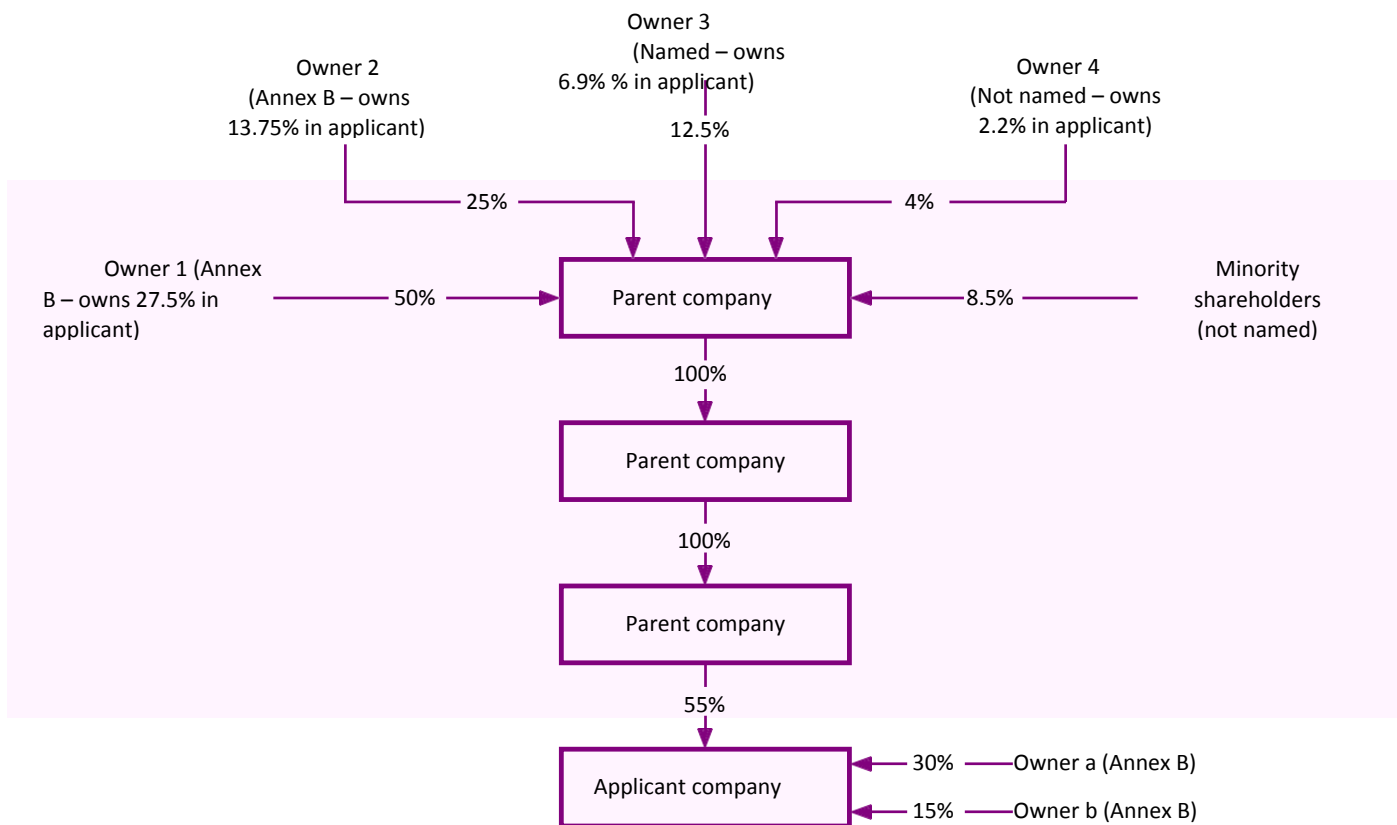 Owner 3
(Named – owns
6.9% % in applicant)
Owner 2
(Annex B – owns
13.75% in applicant)
Owner 4
(Not named – owns
2.2% in applicant)
12.5%
25%
4%
Owner 1 (Annex
B – owns 27.5% in
applicant)
50%
Parent company
8.5%
Minority
shareholders
(not named)
100%
Parent company
100%
Parent company
55%
Applicant company
30%
Owner a (Annex B)
15%
Owner b (Annex B)